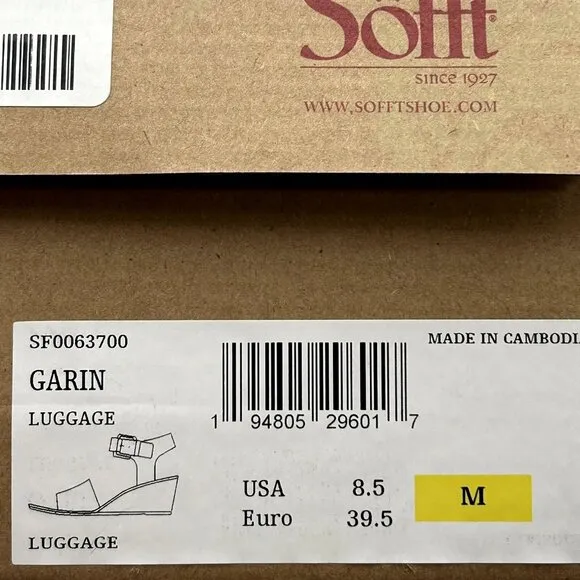 Söfft®
since 1927
WWW.SOFFTSHOE.COM
SF0063700
MADE IN CAMBODI
GARIN
LUGGAGE
1 94805 29601 7
USA 8.5 M
Euro 39.5
LUGGAGE